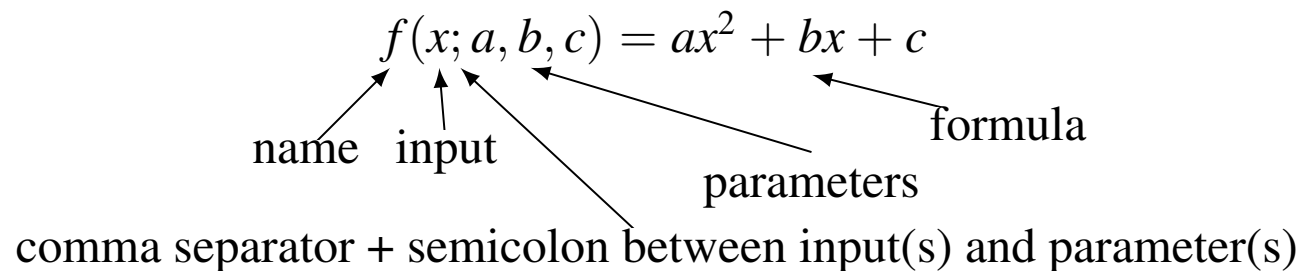 f(x; a, b, c) = ax² + bx + c
name input formula
parameters
comma separator + semicolon between input(s) and parameter(s)